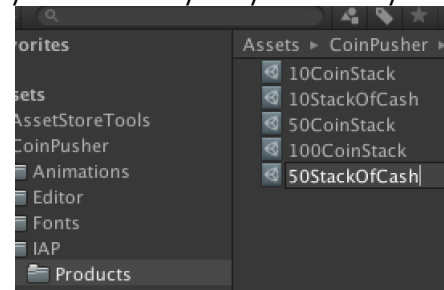 orites
Assets ▸ CoinPusher ▸
sets
AssetStoreTools
CoinPusher
Animations
Editor
Fonts
IAP
Products
10CoinStack
10StackOfCash
50CoinStack
100CoinStack
50StackOfCash